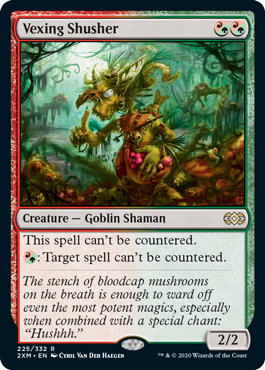 Vexing Shusher
Creature — Goblin Shaman
This spell can't be countered.
: Target spell can't be countered.
The stench of bloodcap mushrooms
on the breath is enough to ward off
even the most potent magics, especially
when combined with a special chant:
"Hushhh."
2/2
225/332 R
2XM • EN Cyril Van Der Haegen
™ & © 2020 Wizards of the Coast